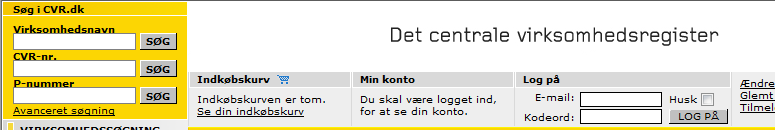 Søg i CVR.dk
Virksomhedsnavn
SØG
CVR-nr.
SØG
P-nummer
SØG
Avanceret søgning
VIRKSOMHEDSSØGNING
Det centrale virksomhedsregister
Indkøbskurv
Indkøbskurven er tom.
Se din indkøbskurv
Min konto
Du skal være logget ind,
for at se din konto.
Log på
E-mail: Husk
Kodeord: LOG PÅ
Ændre
Glemt
Tilmel